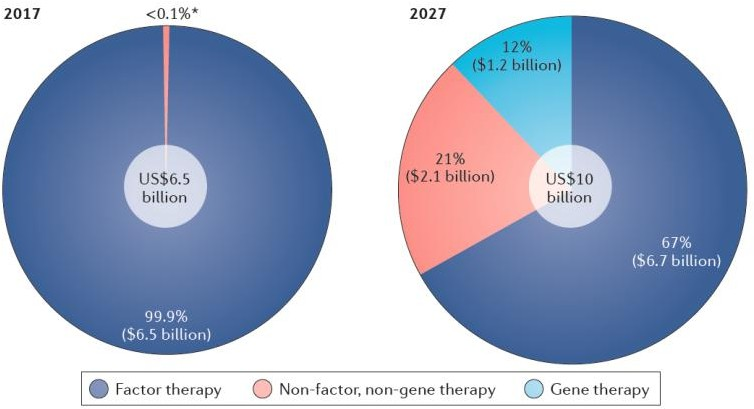 2017
<0.1%*
US$6.5
billion
99.9%
($6.5 billion)
2027
12%
($1.2 billion)
21%
($2.1 billion)
US$10
billion
67%
($6.7 billion)
Factor therapy
Non-factor, non-gene therapy
Gene therapy